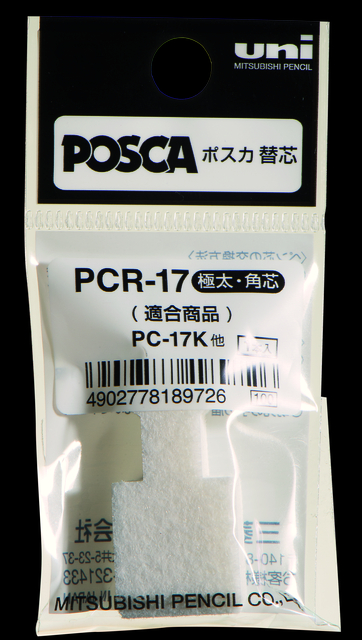 uni
MITSUBISHI PENCIL
POSCA ポスカ 替芯
PCR-17 極太・角芯
(適合商品)
PC-17K 他
4902778189726
100
MITSUBISHI PENCIL CO.,